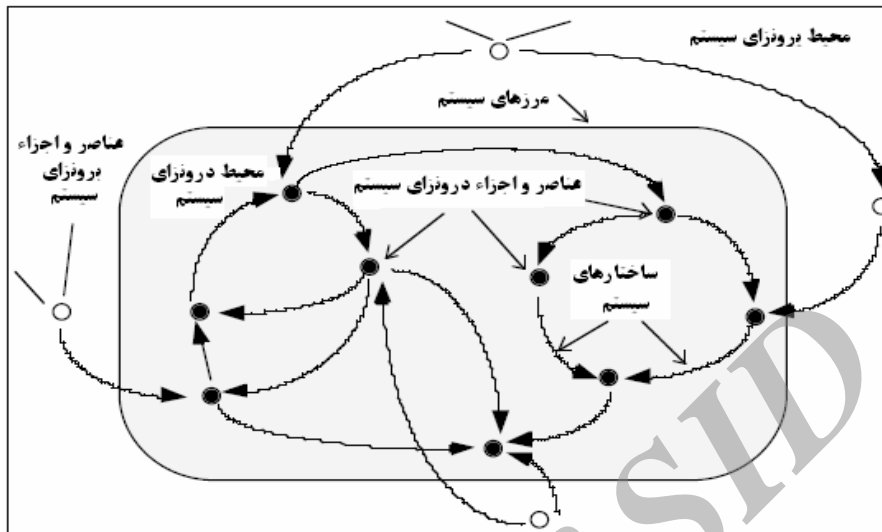 محیط برونزای سیستم
مرزهای سیستم
عناصر و اجزاء
برونزای
سیستم
محیط درونزای
سیستم
عناصر و اجزاء درونزای سیستم
ساختارهای
سیستم
SID